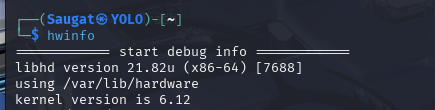 ┌──(Saugat㉿YOLO)-[~]
└─$ hwinfo
============ start debug info ============
libhd version 21.82u (x86-64) [7688]
using /var/lib/hardware
kernel version is 6.12